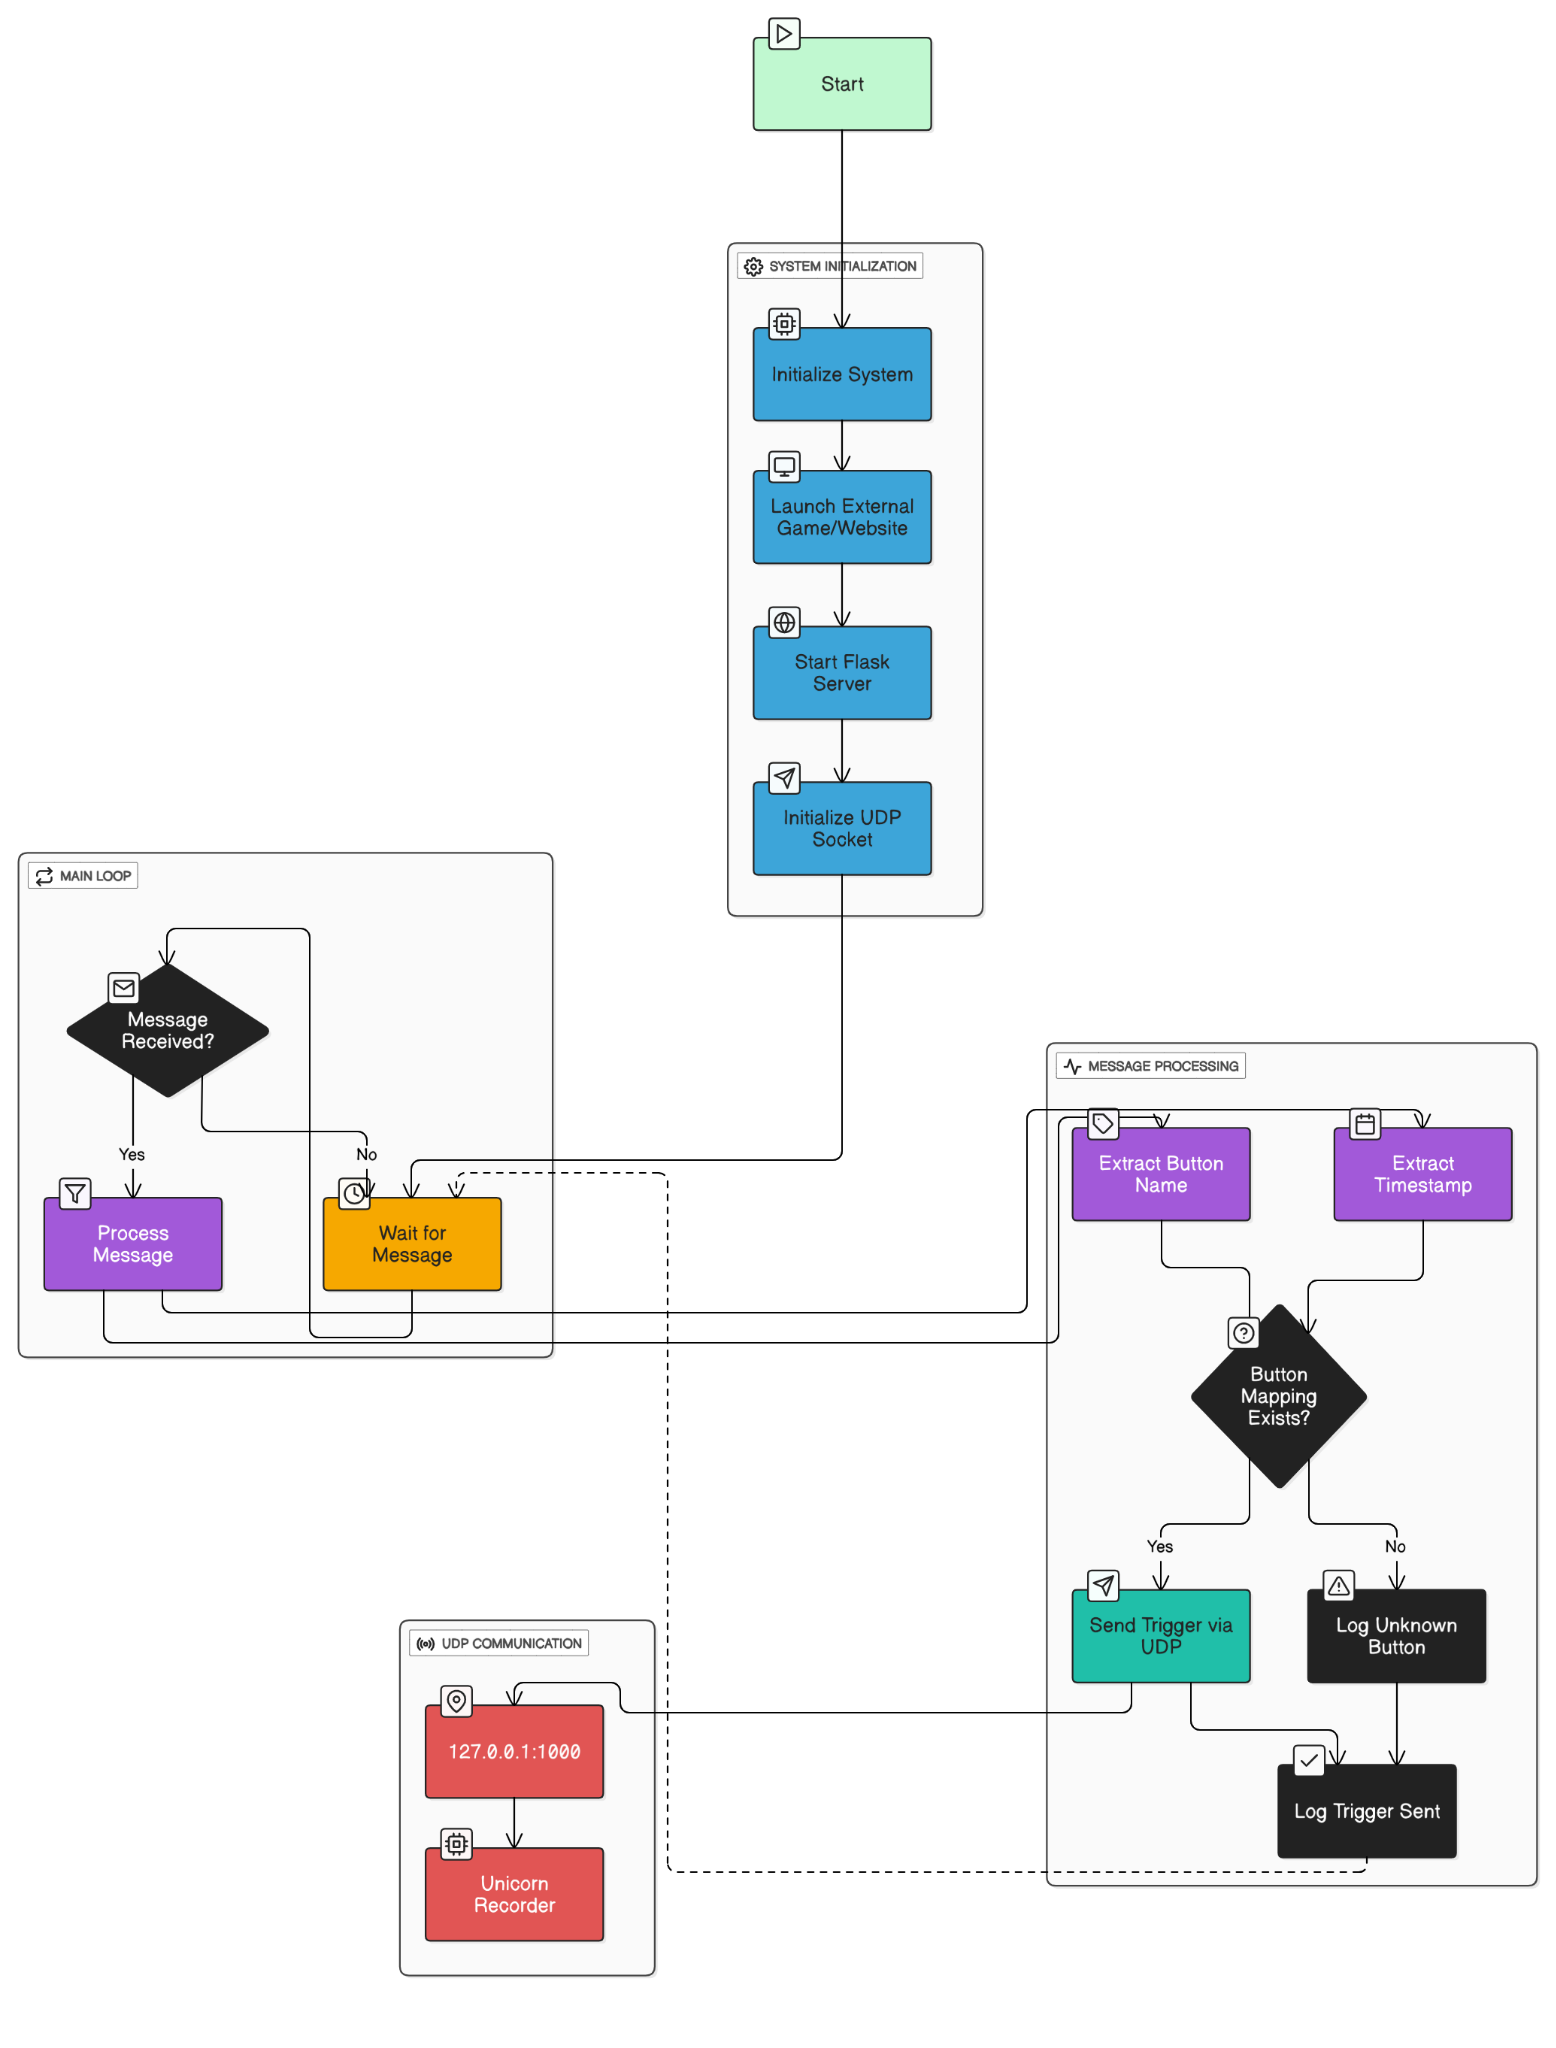 Start
SYSTEM INITIALIZATION
Initialize System
Launch External
Game/Website
Start Flask
Server
Initialize UDP
Socket
MAIN LOOP
Message
Received?
Yes
No
Process
Message
Wait for
Message
MESSAGE PROCESSING
Extract Button
Name
Extract
Timestamp
Button
Mapping
Exists?
Yes
No
Send Trigger via
UDP
Log Unknown
Button
Log Trigger Sent
UDP COMMUNICATION
127.0.0.1:1000
Unicorn
Recorder